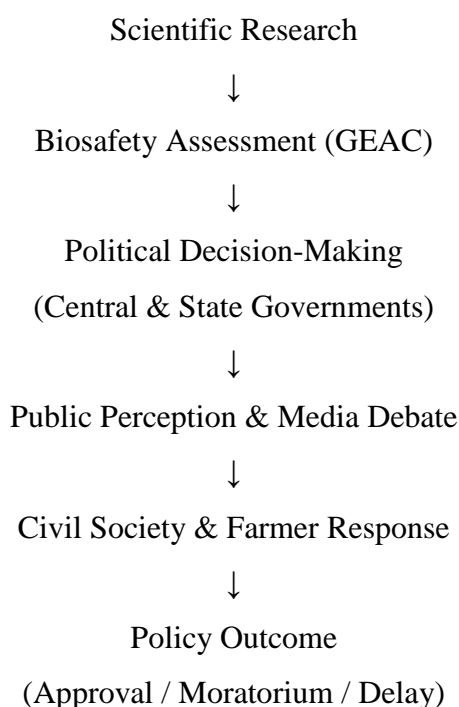 Scientific Research
↓
Biosafety Assessment (GEAC)
↓
Political Decision-Making
(Central & State Governments)
↓
Public Perception & Media Debate
↓
Civil Society & Farmer Response
↓
Policy Outcome
(Approval / Moratorium / Delay)